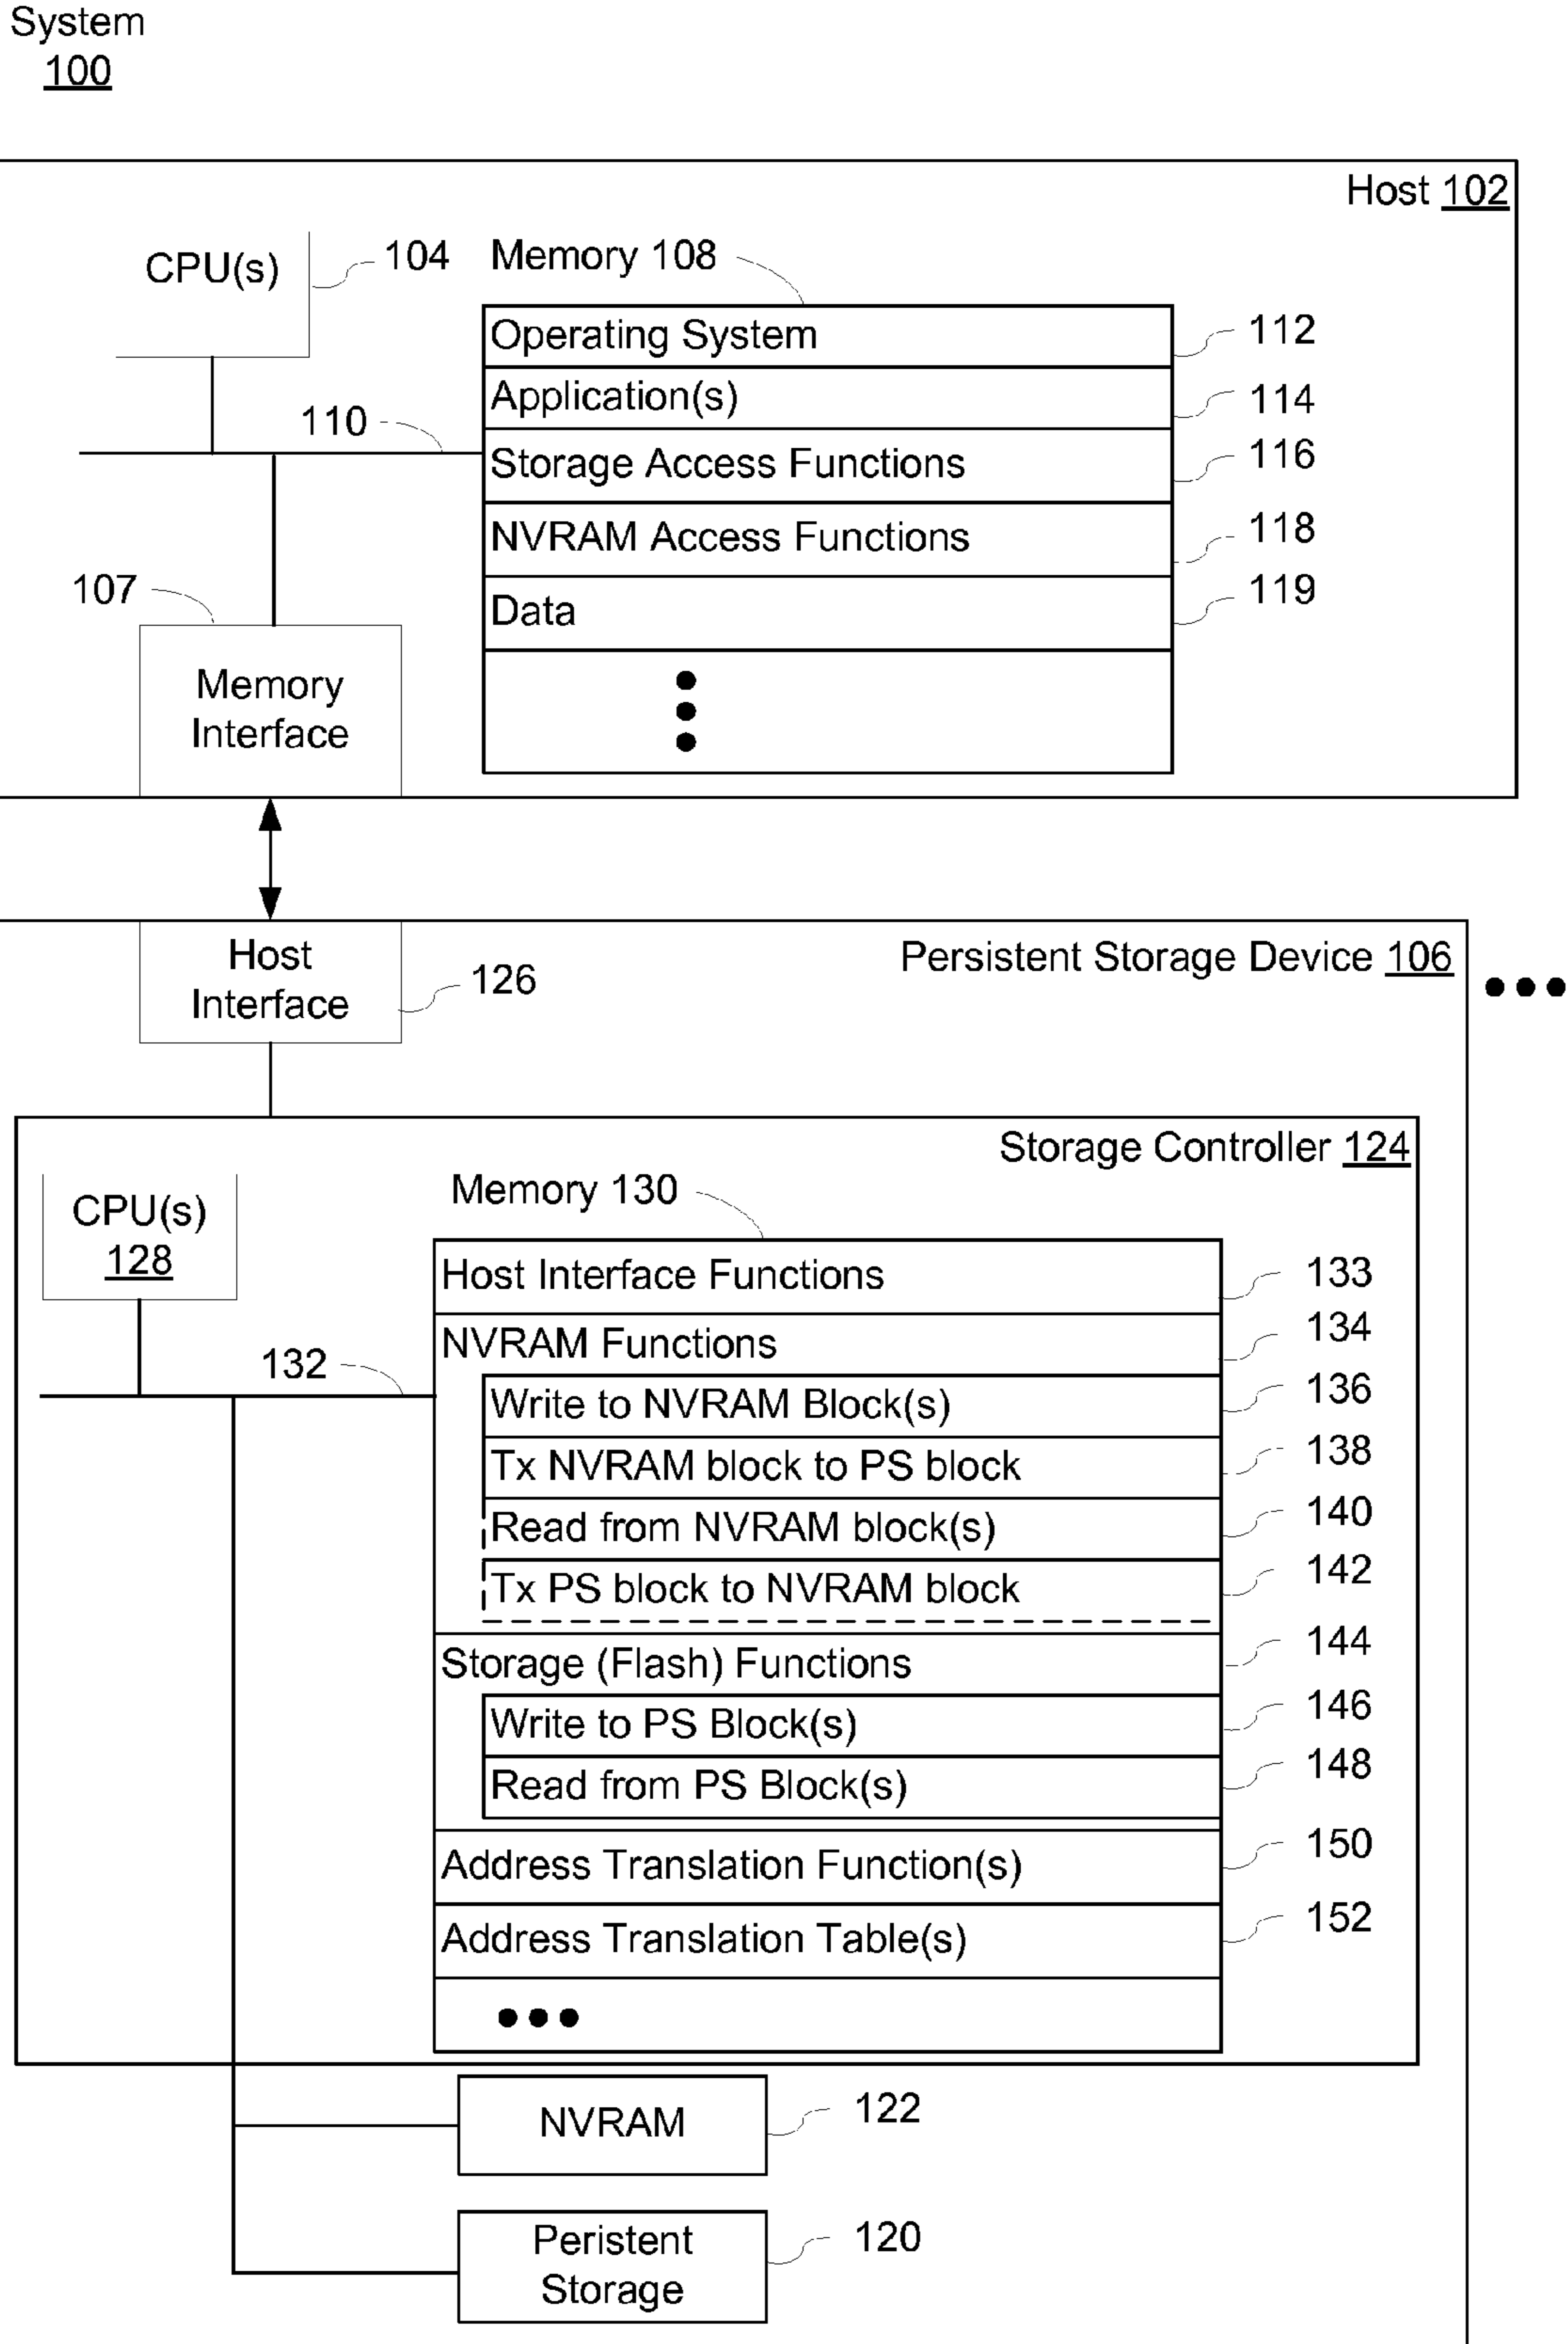 System
100
Host 102
CPU(s)
104
Memory 108
Operating System
112
Application(s)
114
110
Storage Access Functions
116
NVRAM Access Functions
118
107
Data
119
Memory
Interface
Host
Interface
126
Persistent Storage Device 106
Storage Controller 124
CPU(s)
128
Memory 130
Host Interface Functions
133
NVRAM Functions
134
132
Write to NVRAM Block(s)
136
Tx NVRAM block to PS block
138
Read from NVRAM block(s)
140
Tx PS block to NVRAM block
142
Storage (Flash) Functions
144
Write to PS Block(s)
146
Read from PS Block(s)
148
Address Translation Function(s)
150
Address Translation Table(s)
152
NVRAM
122
Peristent
Storage
120